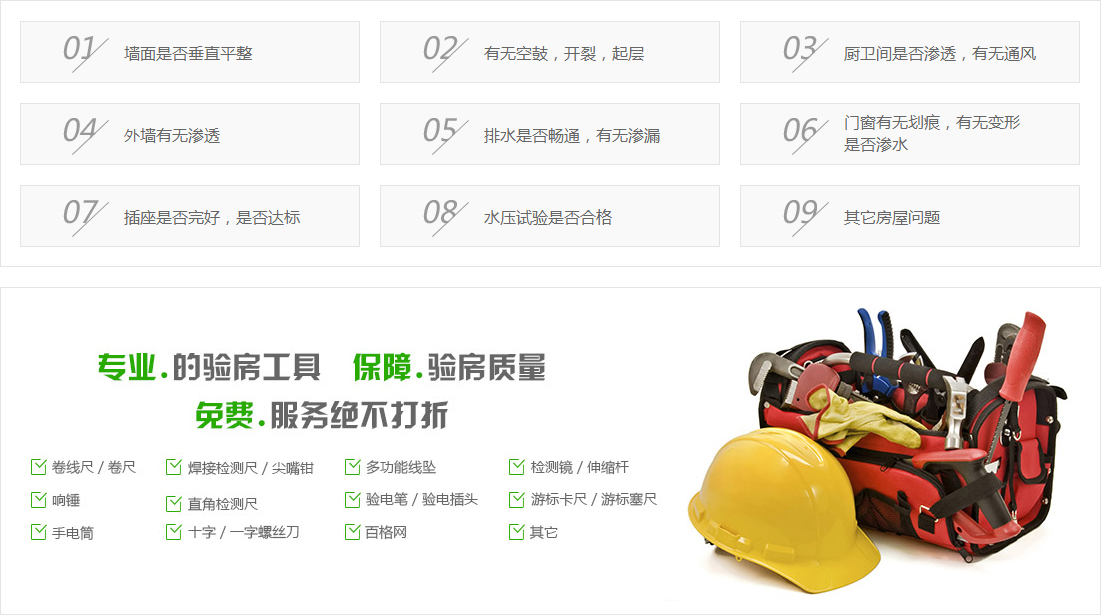 01 墙面是否垂直平整
02 有无空鼓，开裂，起层
03 厨卫间是否渗透，有无通风
04 外墙有无渗透
05 排水是否畅通，有无渗漏
06 门窗有无划痕，有无变形
是否渗水
07 插座是否完好，是否达标
08 水压试验是否合格
09 其它房屋问题
专业.的验房工具 保障.验房质量
免费.服务绝不打折
卷线尺 / 卷尺
焊接检测尺 / 尖嘴钳
多功能线坠
检测镜 / 伸缩杆
响锤
直角检测尺
验电笔 / 验电插头
游标卡尺 / 游标塞尺
手电筒
十字 / 一字螺丝刀
百格网
其它